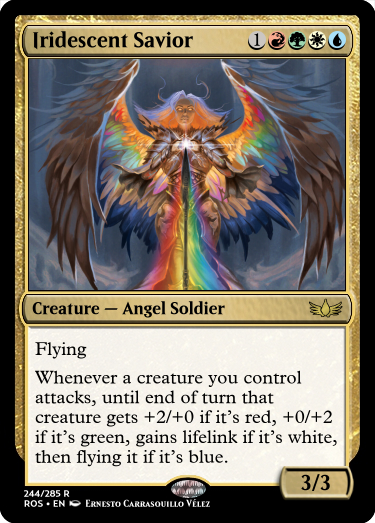 Iridescent Savior 1
Creature — Angel Soldier
Flying
Whenever a creature you control
attacks, until end of turn that
creature gets +2/+0 if it's red, +0/+2
if it's green, gains lifelink if it's white,
then flying it if it's blue.
3/3
244/285 R
ROS • EN Ernesto Carrasouillo Vélez